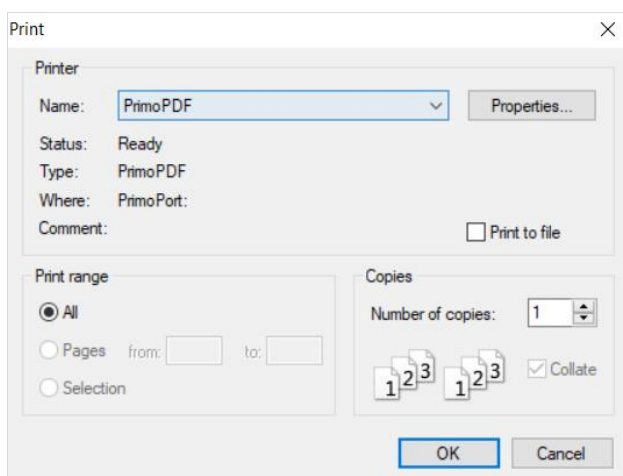 Print
Printer
Name: PrimoPDF Properties...
Status: Ready
Type: PrimoPDF
Where: PrimoPort:
Comment: Print to file
Print range
All
Pages from: to:
Selection
Copies
Number of copies: 1
1 2 3 1 2 3 Collate
OK Cancel